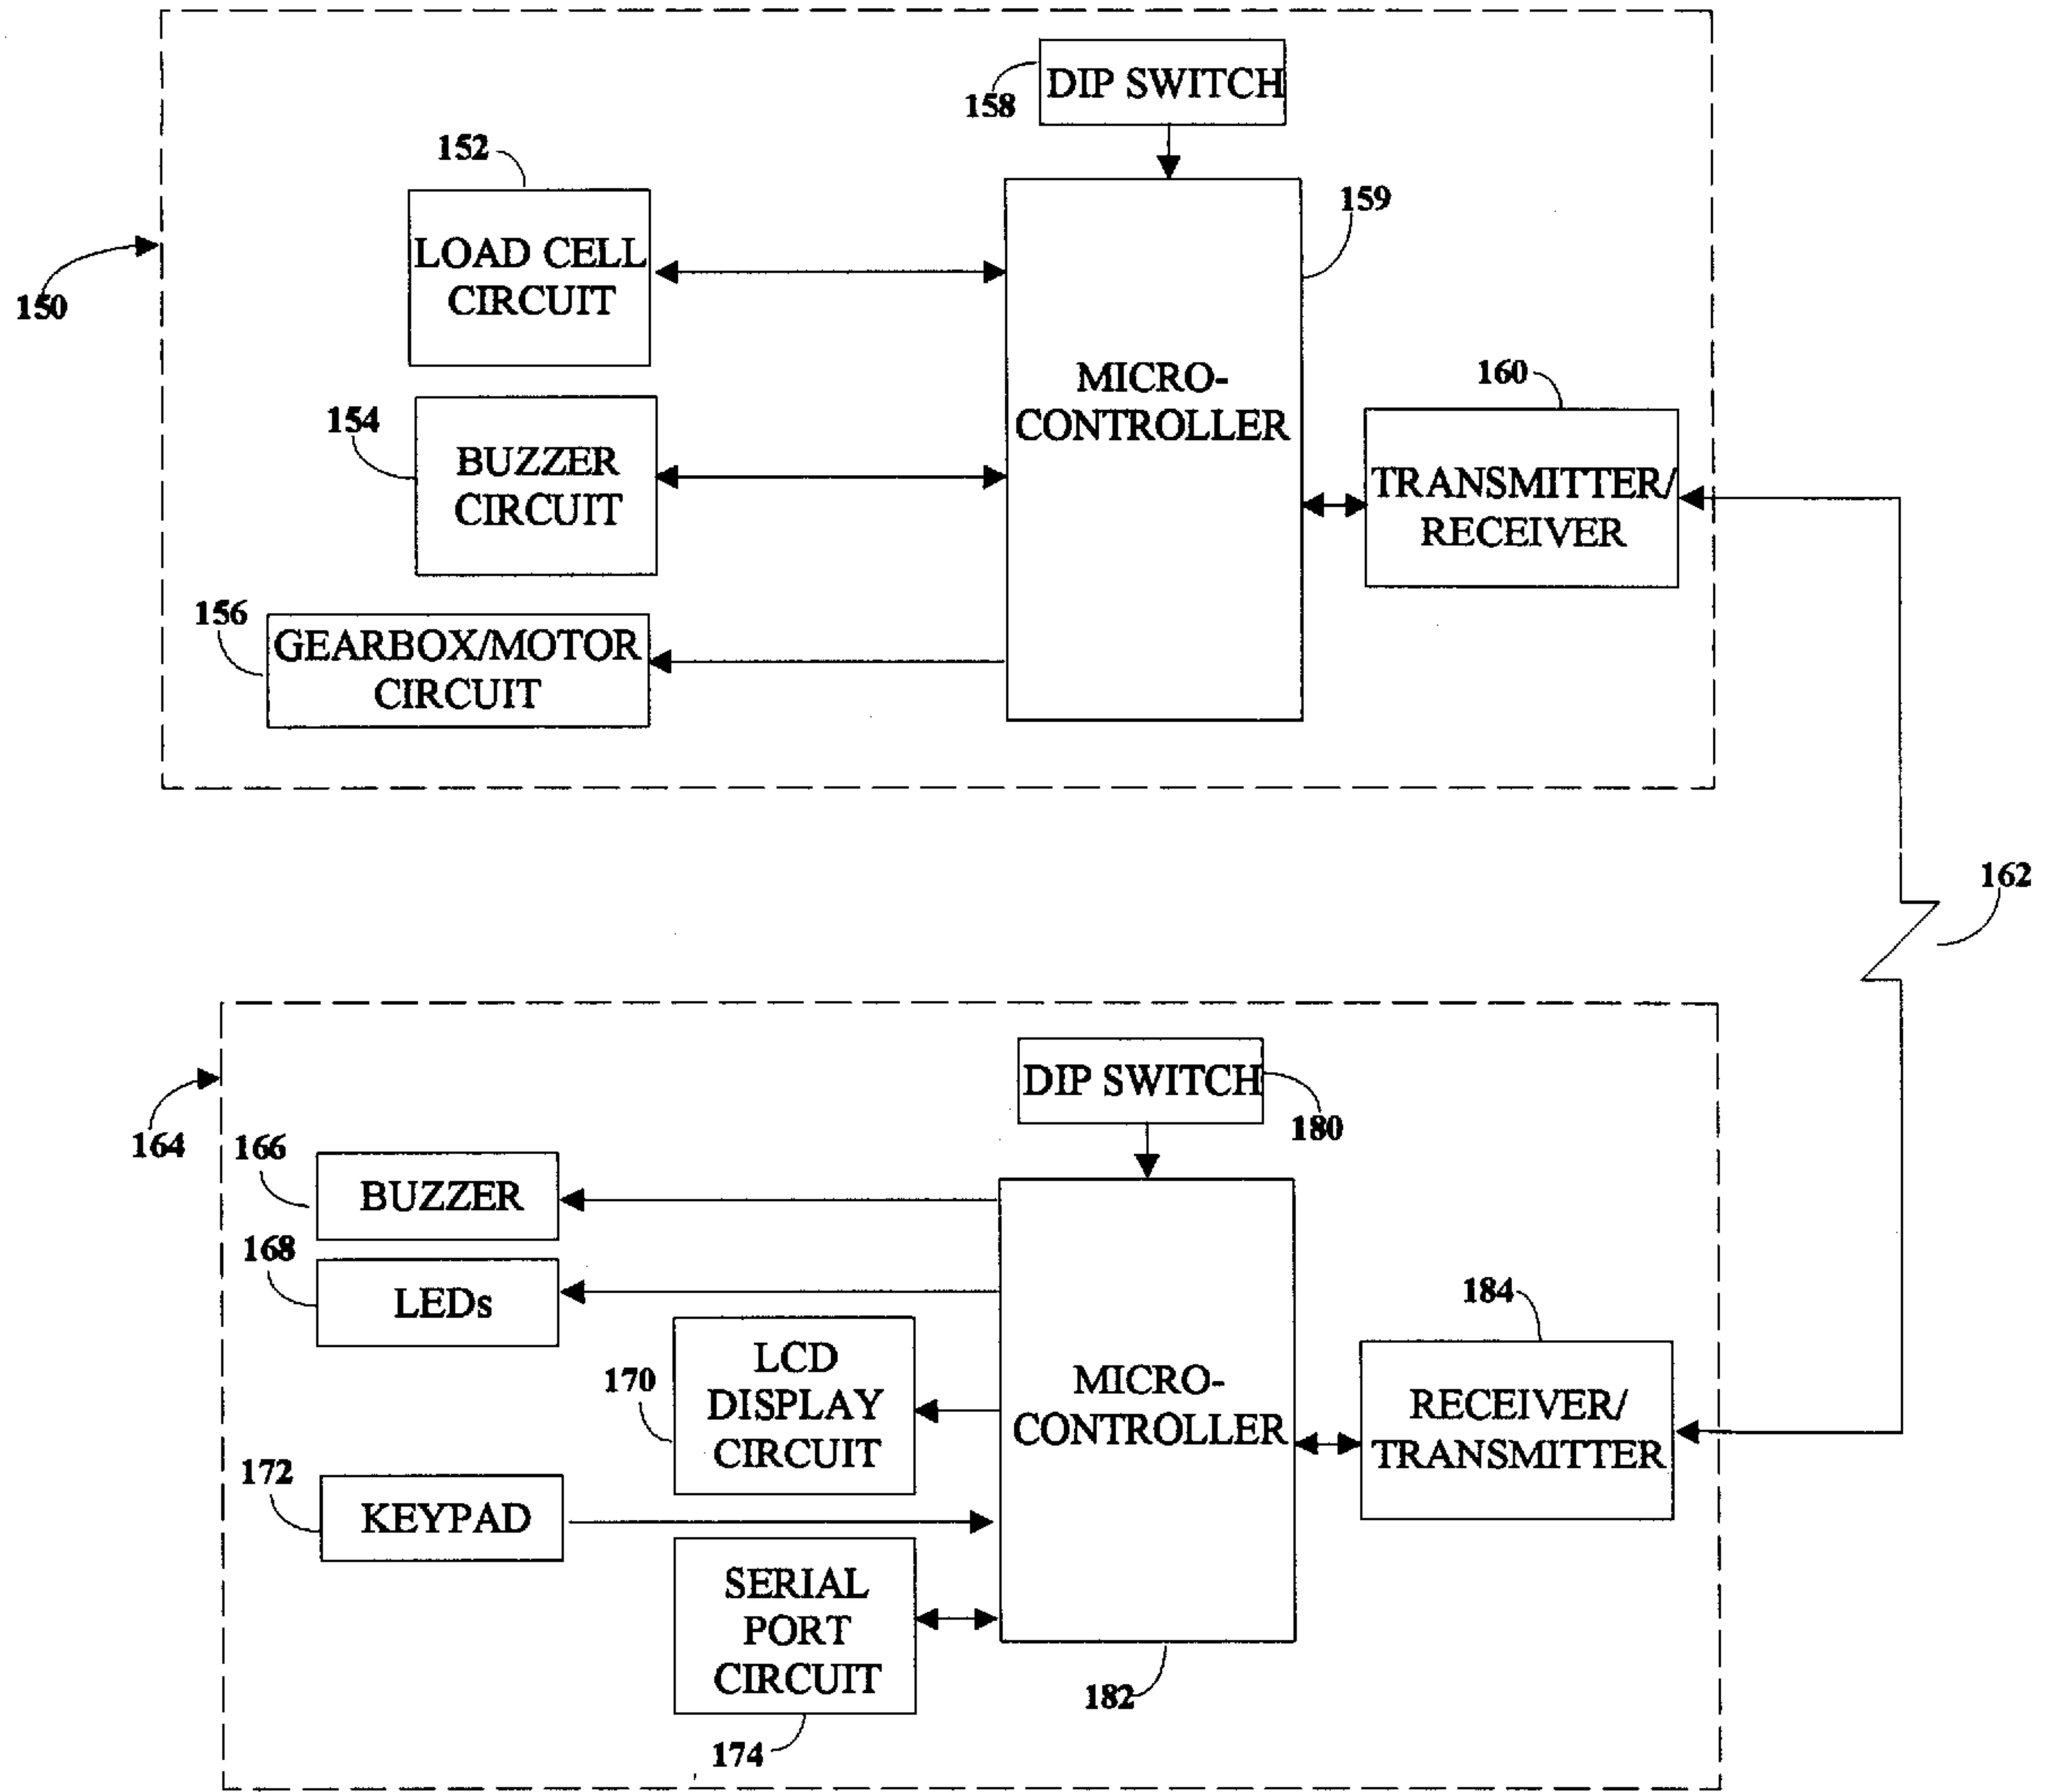 DIP SWITCH
158
152
159
LOAD CELL
CIRCUIT
150
MICRO-
CONTROLLER
160
154
BUZZER
CIRCUIT
TRANSMITTER/
RECEIVER
156
GEARBOX/MOTOR
CIRCUIT
162
DIP SWITCH
180
164
166
BUZZER
168
LEDs
184
LCD
DISPLAY
CIRCUIT
170
MICRO-
CONTROLLER
RECEIVER/
TRANSMITTER
172
KEYPAD
SERIAL
PORT
CIRCUIT
182
174